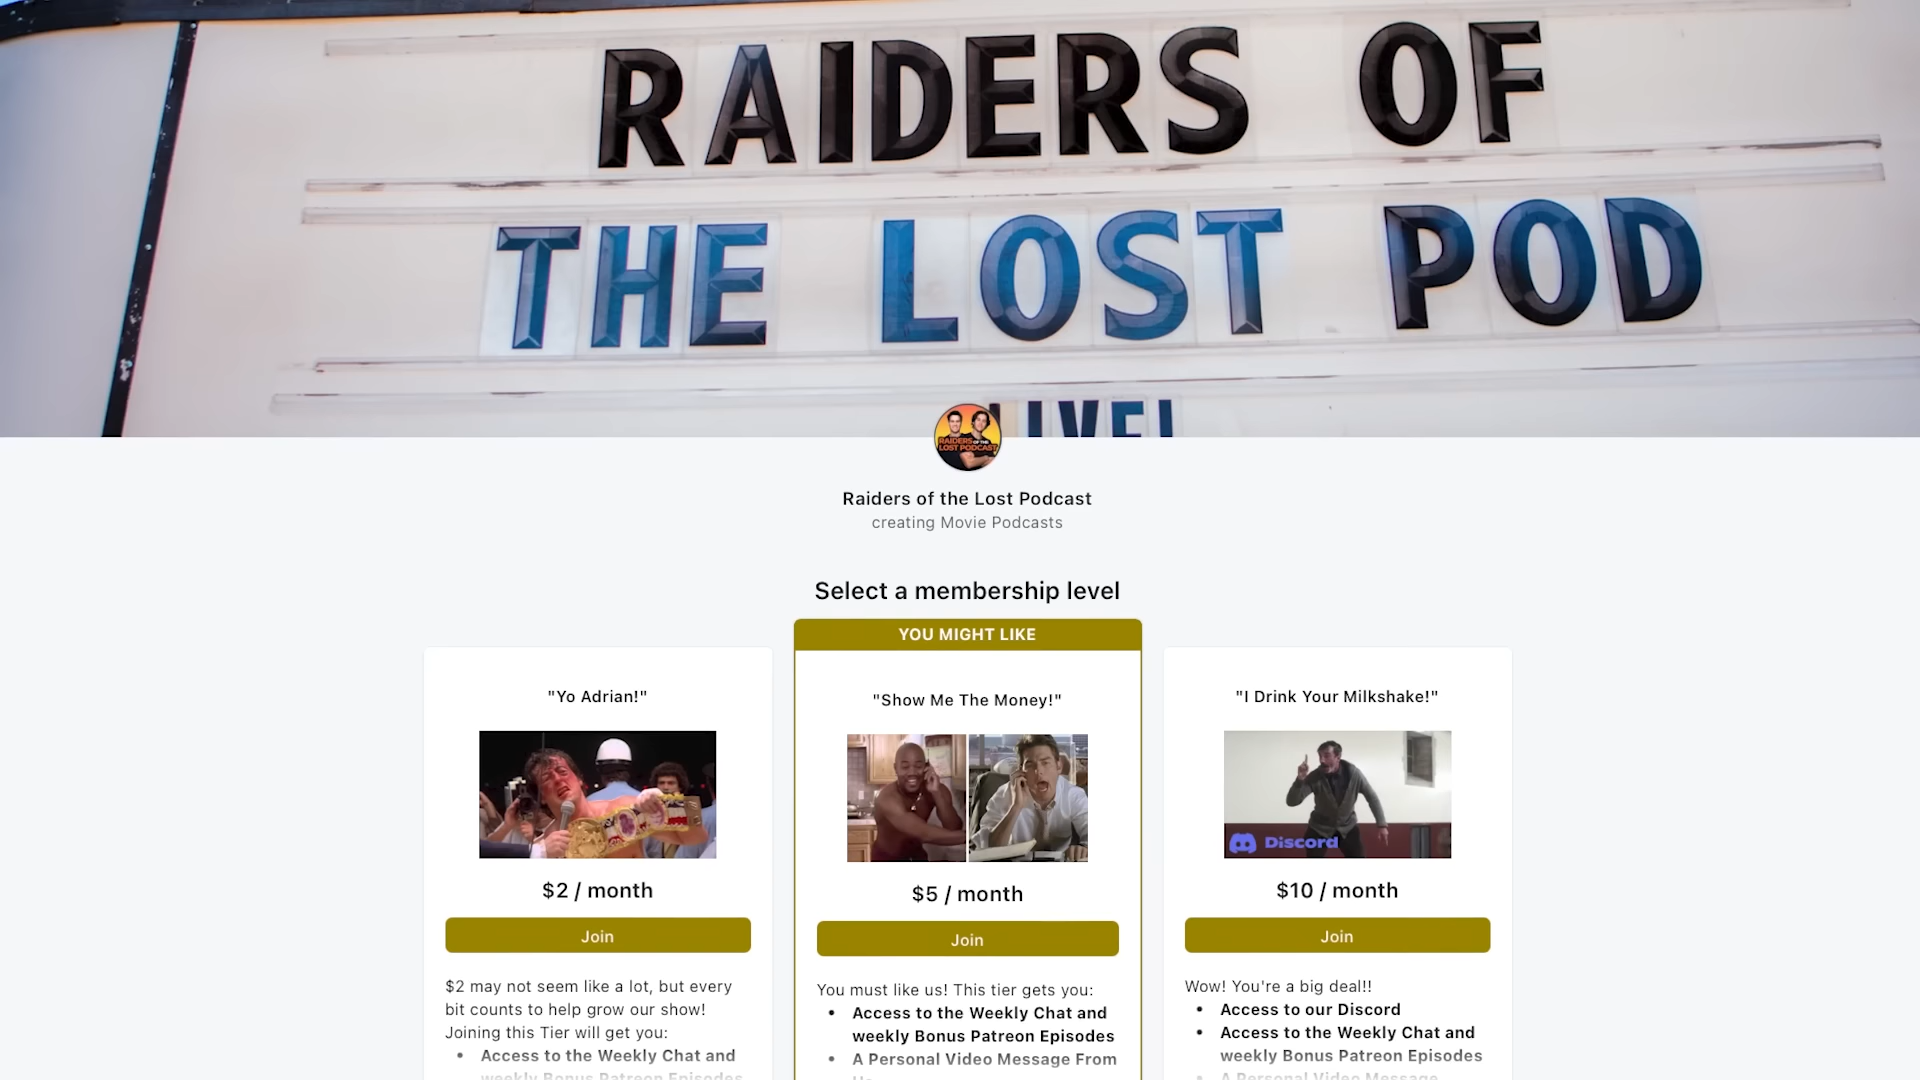 RAIDERS OF
THE LOST POD
LIVE!
RAIDERS OF THE
LOST PODCAST
Raiders of the Lost Podcast
creating Movie Podcasts
Select a membership level
YOU MIGHT LIKE
"Yo Adrian!"
$2 / month
Join
$2 may not seem like a lot, but every
bit counts to help grow our show!
Joining this Tier will get you:
• Access to the Weekly Chat and
weekly Bonus Patreon Episodes
"Show Me The Money!"
$5 / month
Join
You must like us! This tier gets you:
• Access to the Weekly Chat and
weekly Bonus Patreon Episodes
• A Personal Video Message From
"I Drink Your Milkshake!"
Discord
$10 / month
Join
Wow! You're a big deal!!
• Access to our Discord
• Access to the Weekly Chat and
weekly Bonus Patreon Episodes
• A Personal Video Message